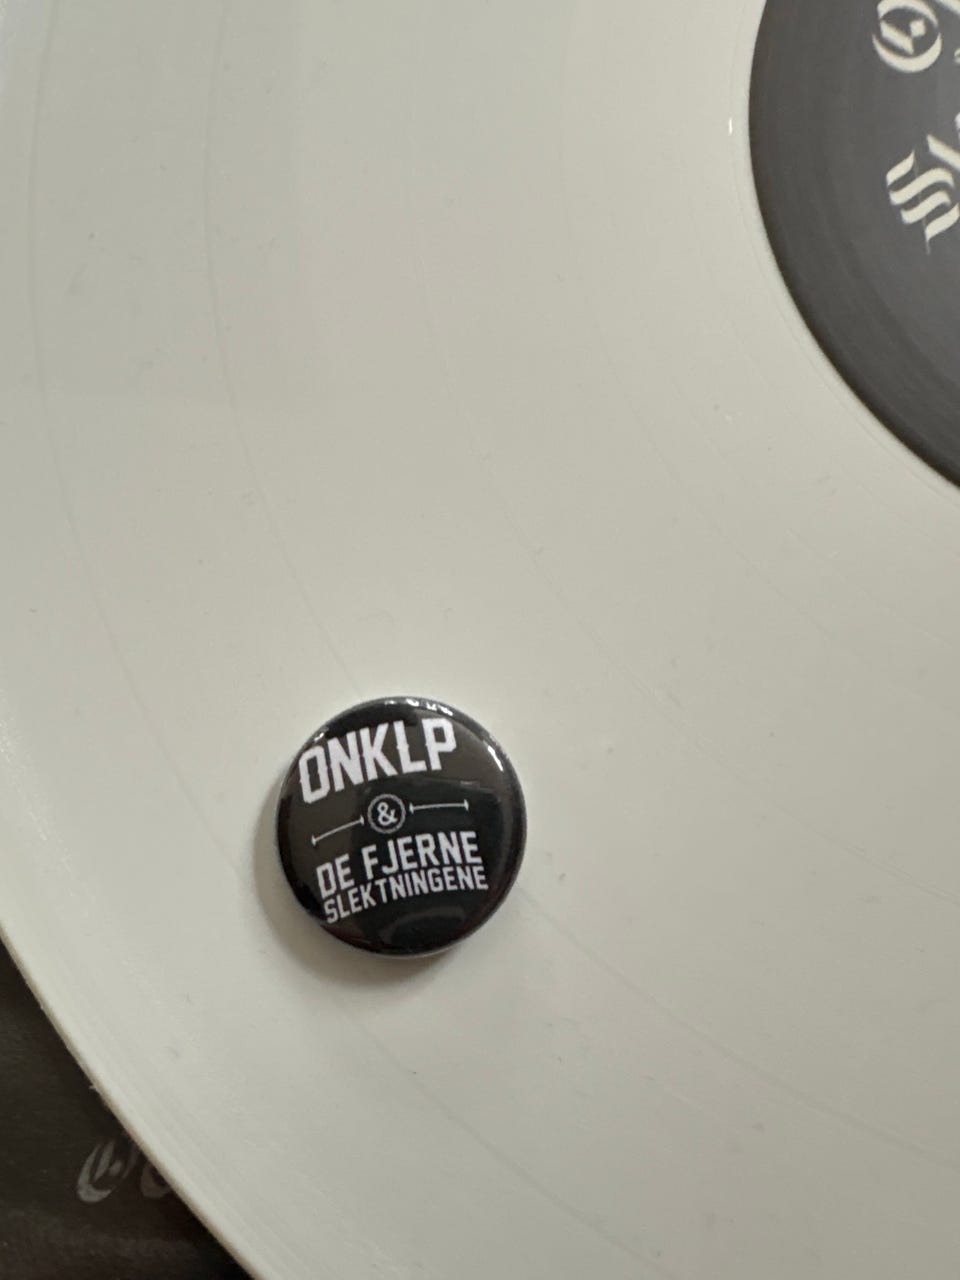 ONKLP
&
DE FJERNE
SLEKTNINGENE